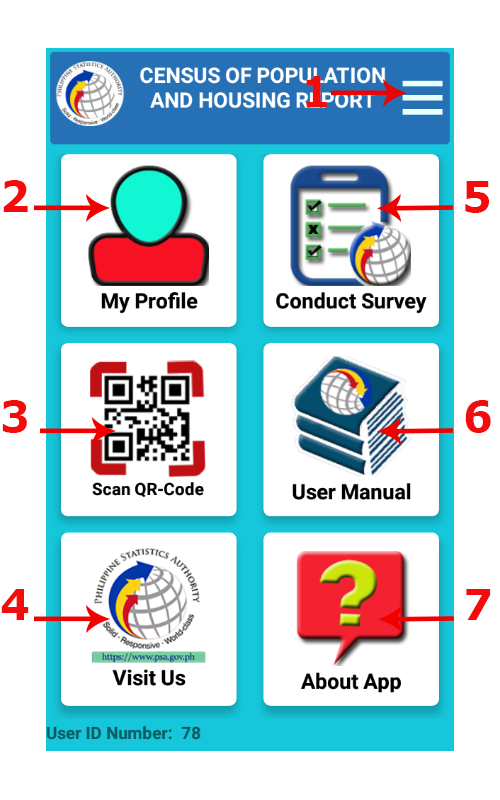 PHILIPPINE STATISTICS AUTHORITY
Solid • Responsive • World-class
CENSUS OF POPULATION
AND HOUSING REPORT
1
2
My Profile
5
Conduct Survey
3
Scan QR-Code
6
User Manual
4
PHILIPPINE STATISTICS AUTHORITY
Solid • Responsive • World-class
https://www.psa.gov.ph
Visit Us
7
?
About App
User ID Number: 78